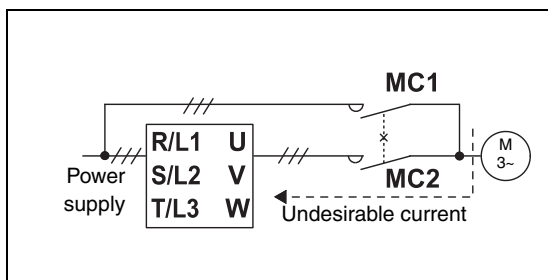 MC1
R/L1 U
S/L2 V
T/L3 W
M
3~
Power
supply
MC2
Undesirable current